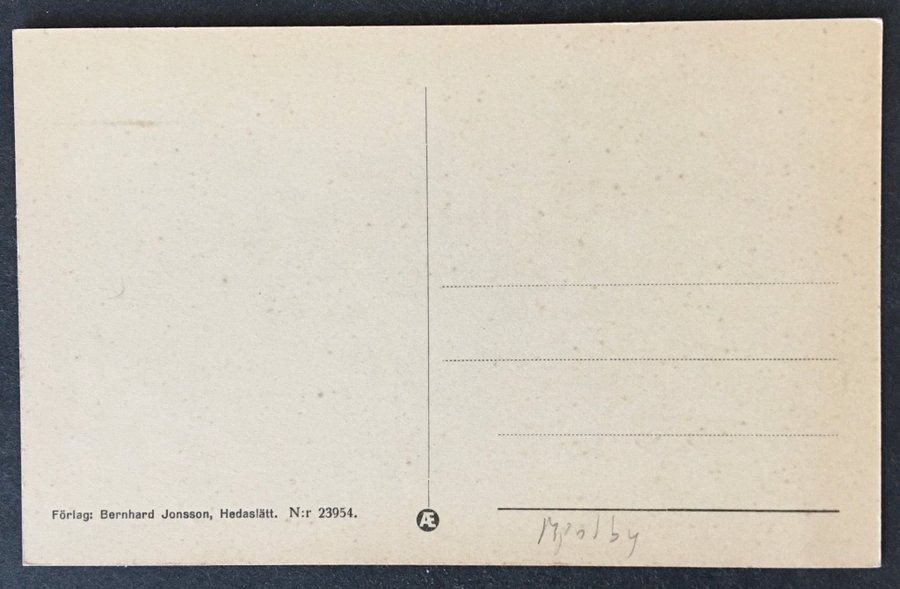 Förlag: Bernhard Jonsson, Hedaslätt. N:r 23954.
Æ
Mjölby